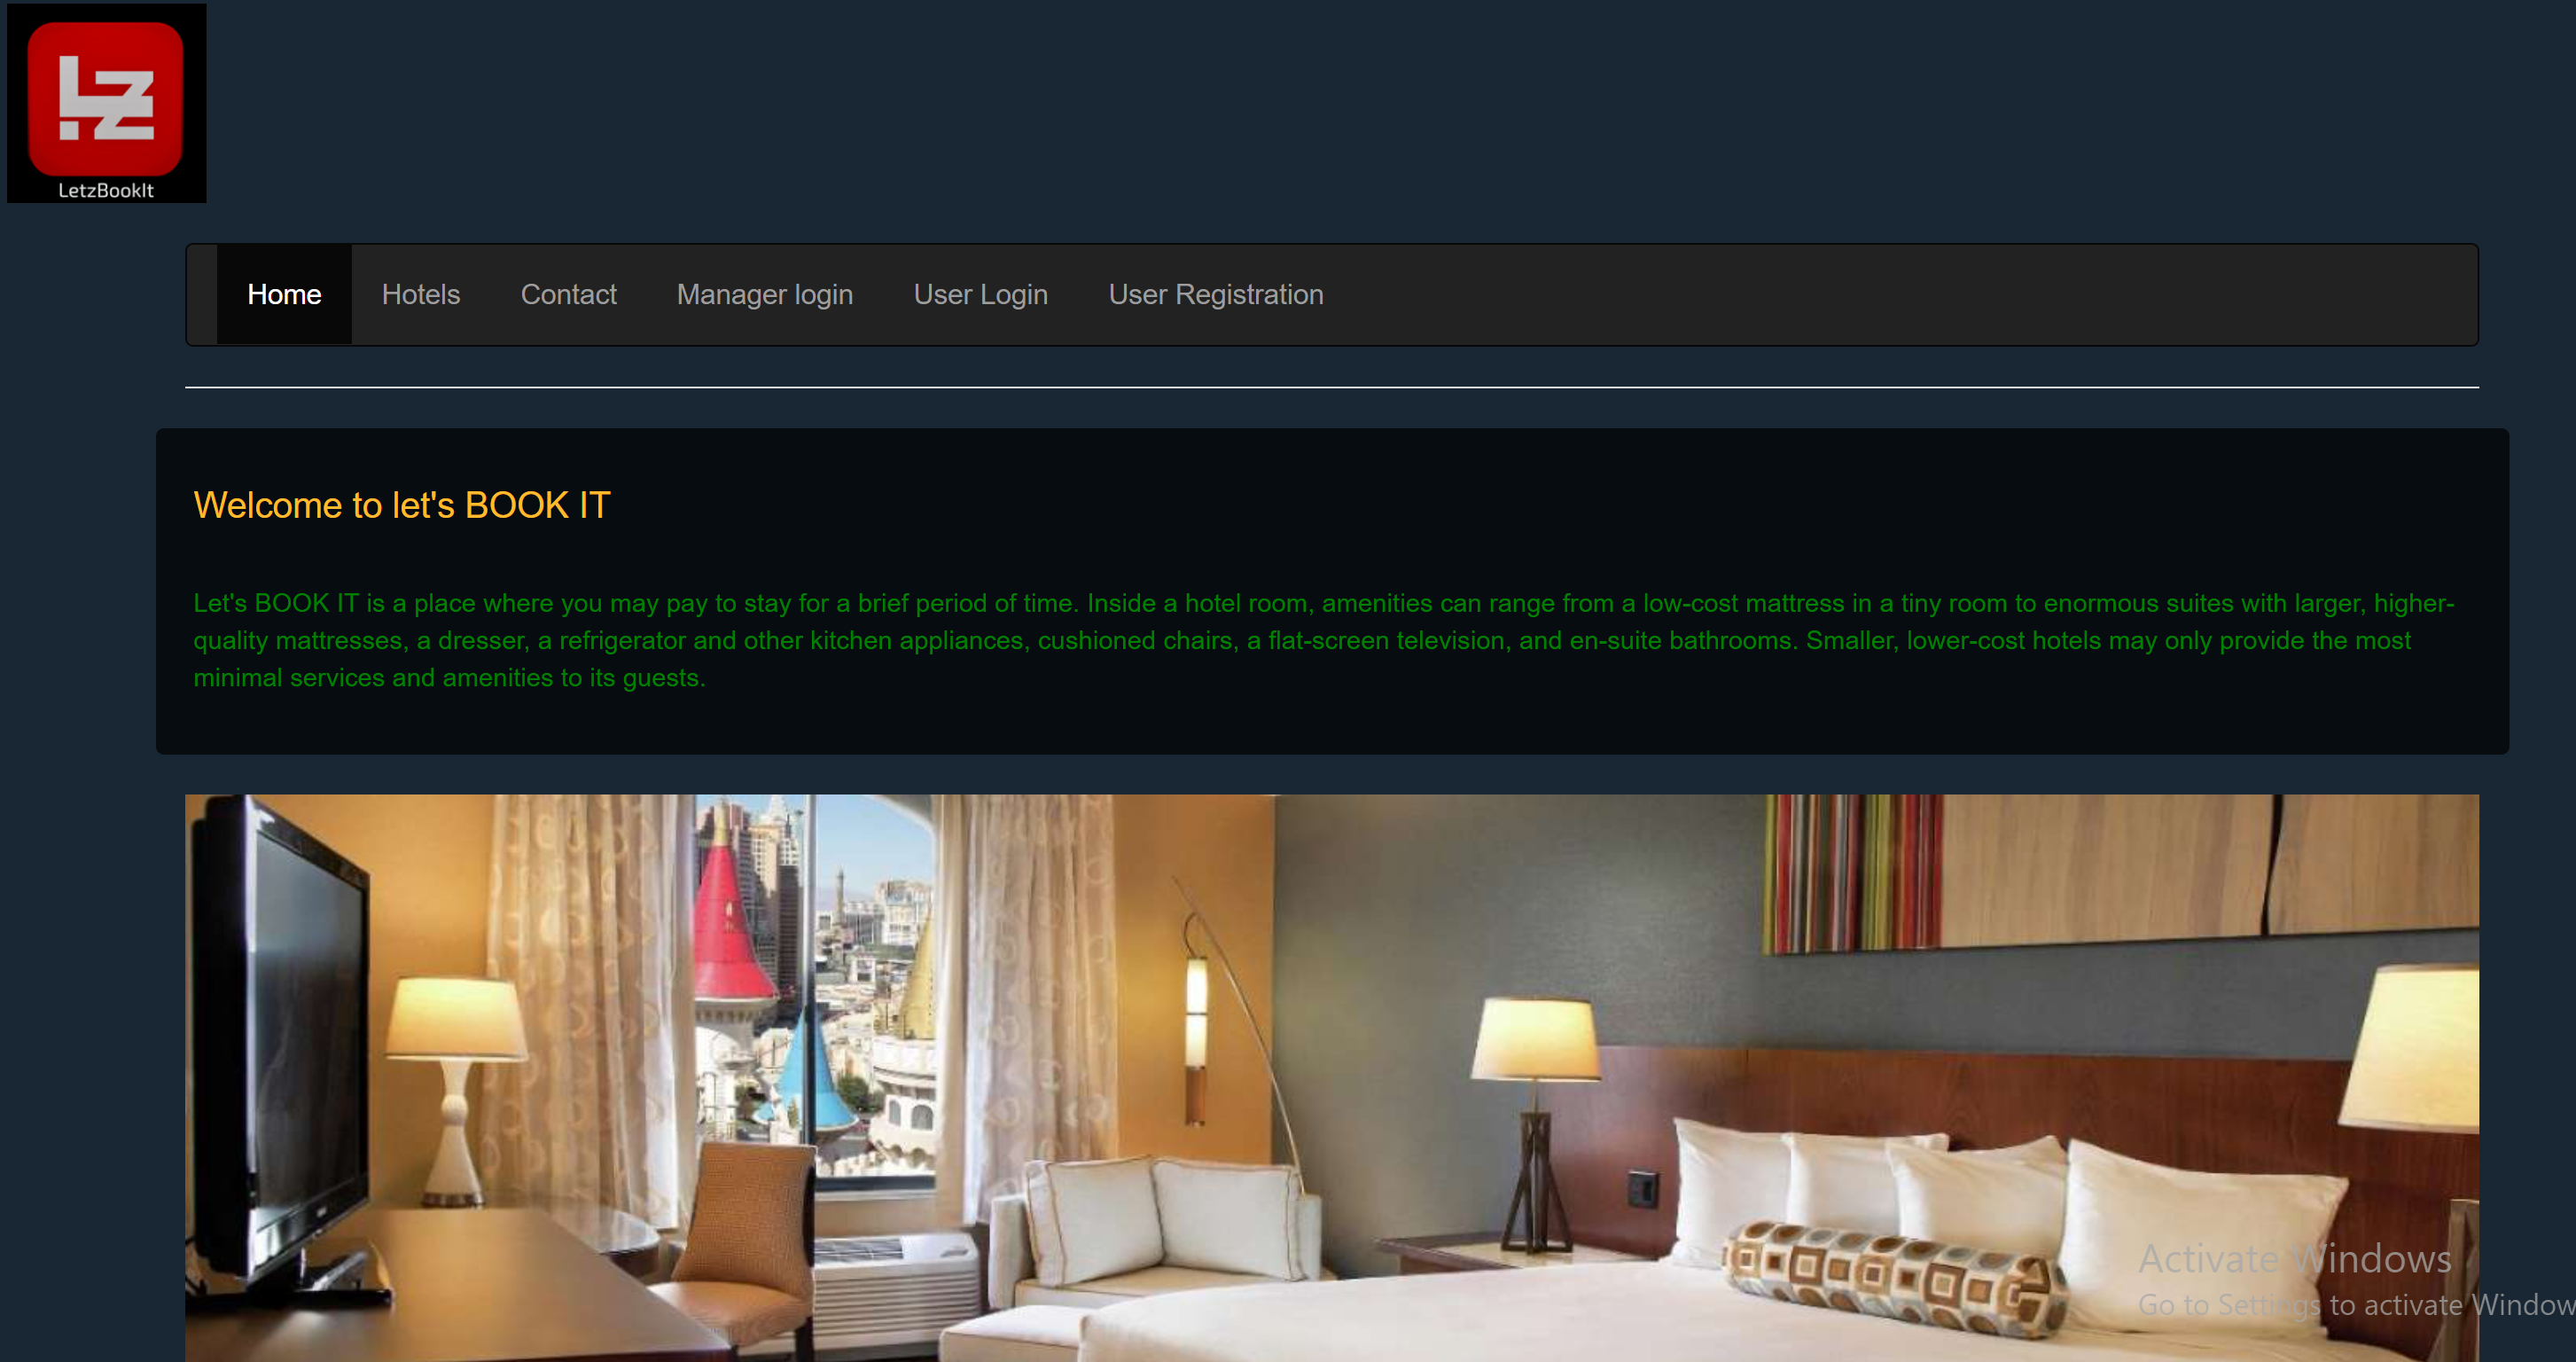 LZ
LetzBookIt
Home Hotels Contact Manager login User Login User Registration
Welcome to let's BOOK IT
Let's BOOK IT is a place where you may pay to stay for a brief period of time. Inside a hotel room, amenities can range from a low-cost mattress in a tiny room to enormous suites with larger, higher-
quality mattresses, a dresser, a refrigerator and other kitchen appliances, cushioned chairs, a flat-screen television, and en-suite bathrooms. Smaller, lower-cost hotels may only provide the most
minimal services and amenities to its guests.
Activate Windows
Go to Settings to activate Window